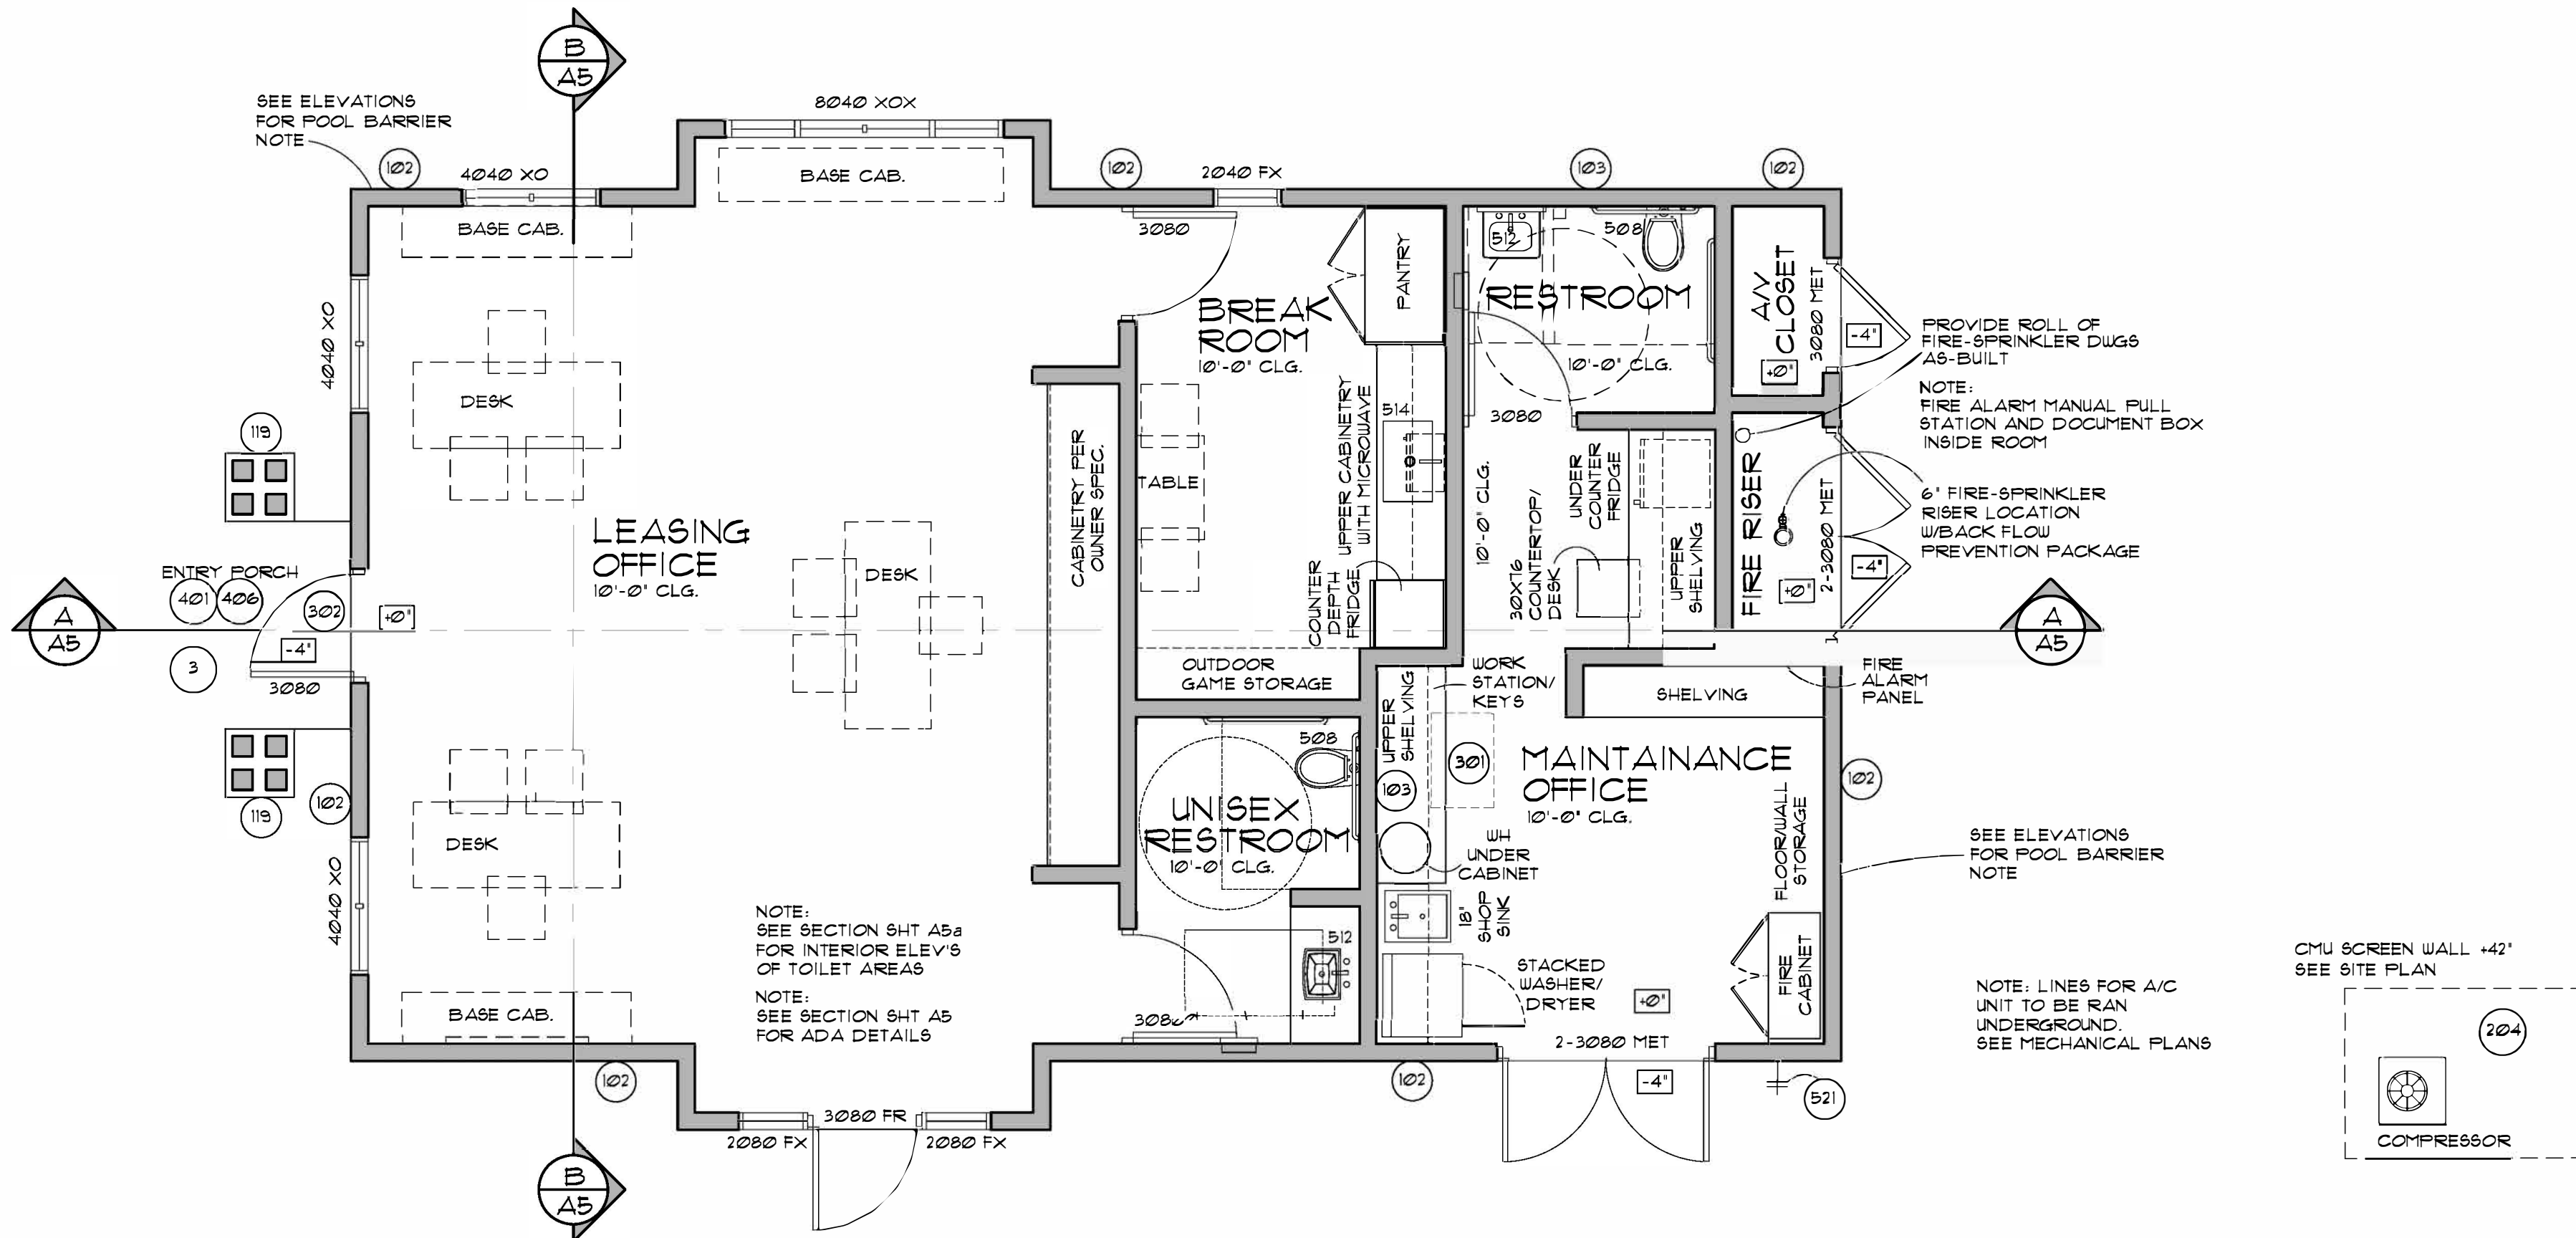 B
A5
SEE ELEVATIONS
FOR POOL BARRIER
NOTE
102
4040 XO
8040 XOX
102
2040 FX
103
102
BASE CAB.
BASE CAB.
3080
PANTRY
512
508
RESTROOM
10'-0" CLG.
3080
A/V
CLOSET
3080 MET
-4"
+0"
PROVIDE ROLL OF
FIRE-SPRINKLER DWGS
AS-BUILT
NOTE:
FIRE ALARM MANUAL PULL
STATION AND DOCUMENT BOX
INSIDE ROOM
4040 XO
DESK
BREAK
ROOM
10'-0" CLG.
119
CABINETRY PER
OWNER SPEC.
TABLE
UPPER CABINETRY
WITH MICROWAVE
514
10'-0" CLG.
30X76
COUNTERTOP/
DESK
UNDER
COUNTER
FRIDGE
UPPER
SHELVING
FIRE RISER
2-3080 MET
-4"
+0"
6" FIRE-SPRINKLER
RISER LOCATION
W/BACK FLOW
PREVENTION PACKAGE
LEASING
OFFICE
10'-0" CLG.
DESK
COUNTER
DEPTH
FRIDGE
ENTRY PORCH
401
406
302
+0"
-4"
A
A5
3
3080
A
A5
OUTDOOR
GAME STORAGE
WORK
STATION/
KEYS
SHELVING
FIRE
ALARM
PANEL
UPPER
SHELVING
508
301
103
MAINTAINANCE
OFFICE
10'-0" CLG.
102
119
102
UNISEX
RESTROOM
10'-0" CLG.
DESK
WH
UNDER
CABINET
FLOOR/WALL
STORAGE
SEE ELEVATIONS
FOR POOL BARRIER
NOTE
4040 XO
NOTE:
SEE SECTION SHT A5a
FOR INTERIOR ELEV'S
OF TOILET AREAS
NOTE:
SEE SECTION SHT A5
FOR ADA DETAILS
512
18"
SHOP
SINK
STACKED
WASHER/
DRYER
+0"
FIRE
CABINET
BASE CAB.
3080
2-3080 MET
-4"
NOTE: LINES FOR A/C
UNIT TO BE RAN
UNDERGROUND.
SEE MECHANICAL PLANS
CMU SCREEN WALL +42"
SEE SITE PLAN
204
COMPRESSOR
102
102
521
2080 FX
3080 FR
2080 FX
B
A5